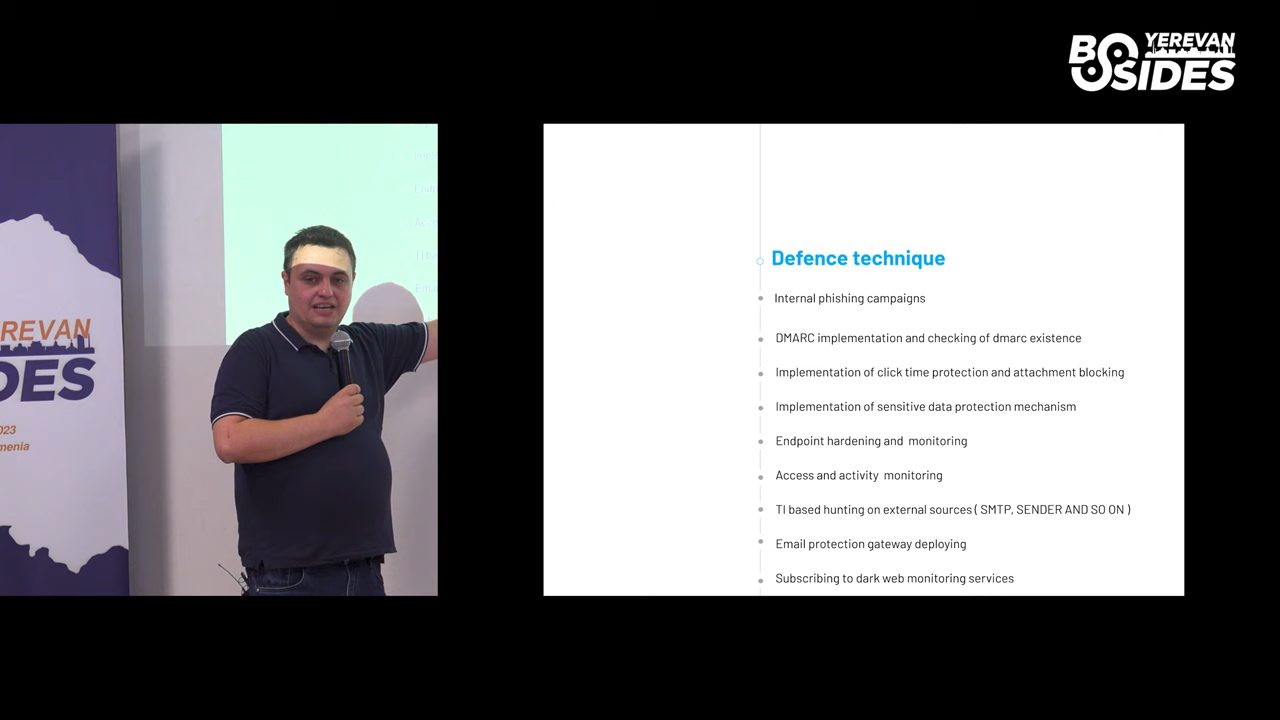 BSIDES YEREVAN
REVAN
DES
023
menia
Defence technique
Internal phishing campaigns
DMARC implementation and checking of dmarc existence
Implementation of click time protection and attachment blocking
Implementation of sensitive data protection mechanism
Endpoint hardening and monitoring
Access and activity monitoring
TI based hunting on external sources ( SMTP, SENDER AND SO ON )
Email protection gateway deploying
Subscribing to dark web monitoring services